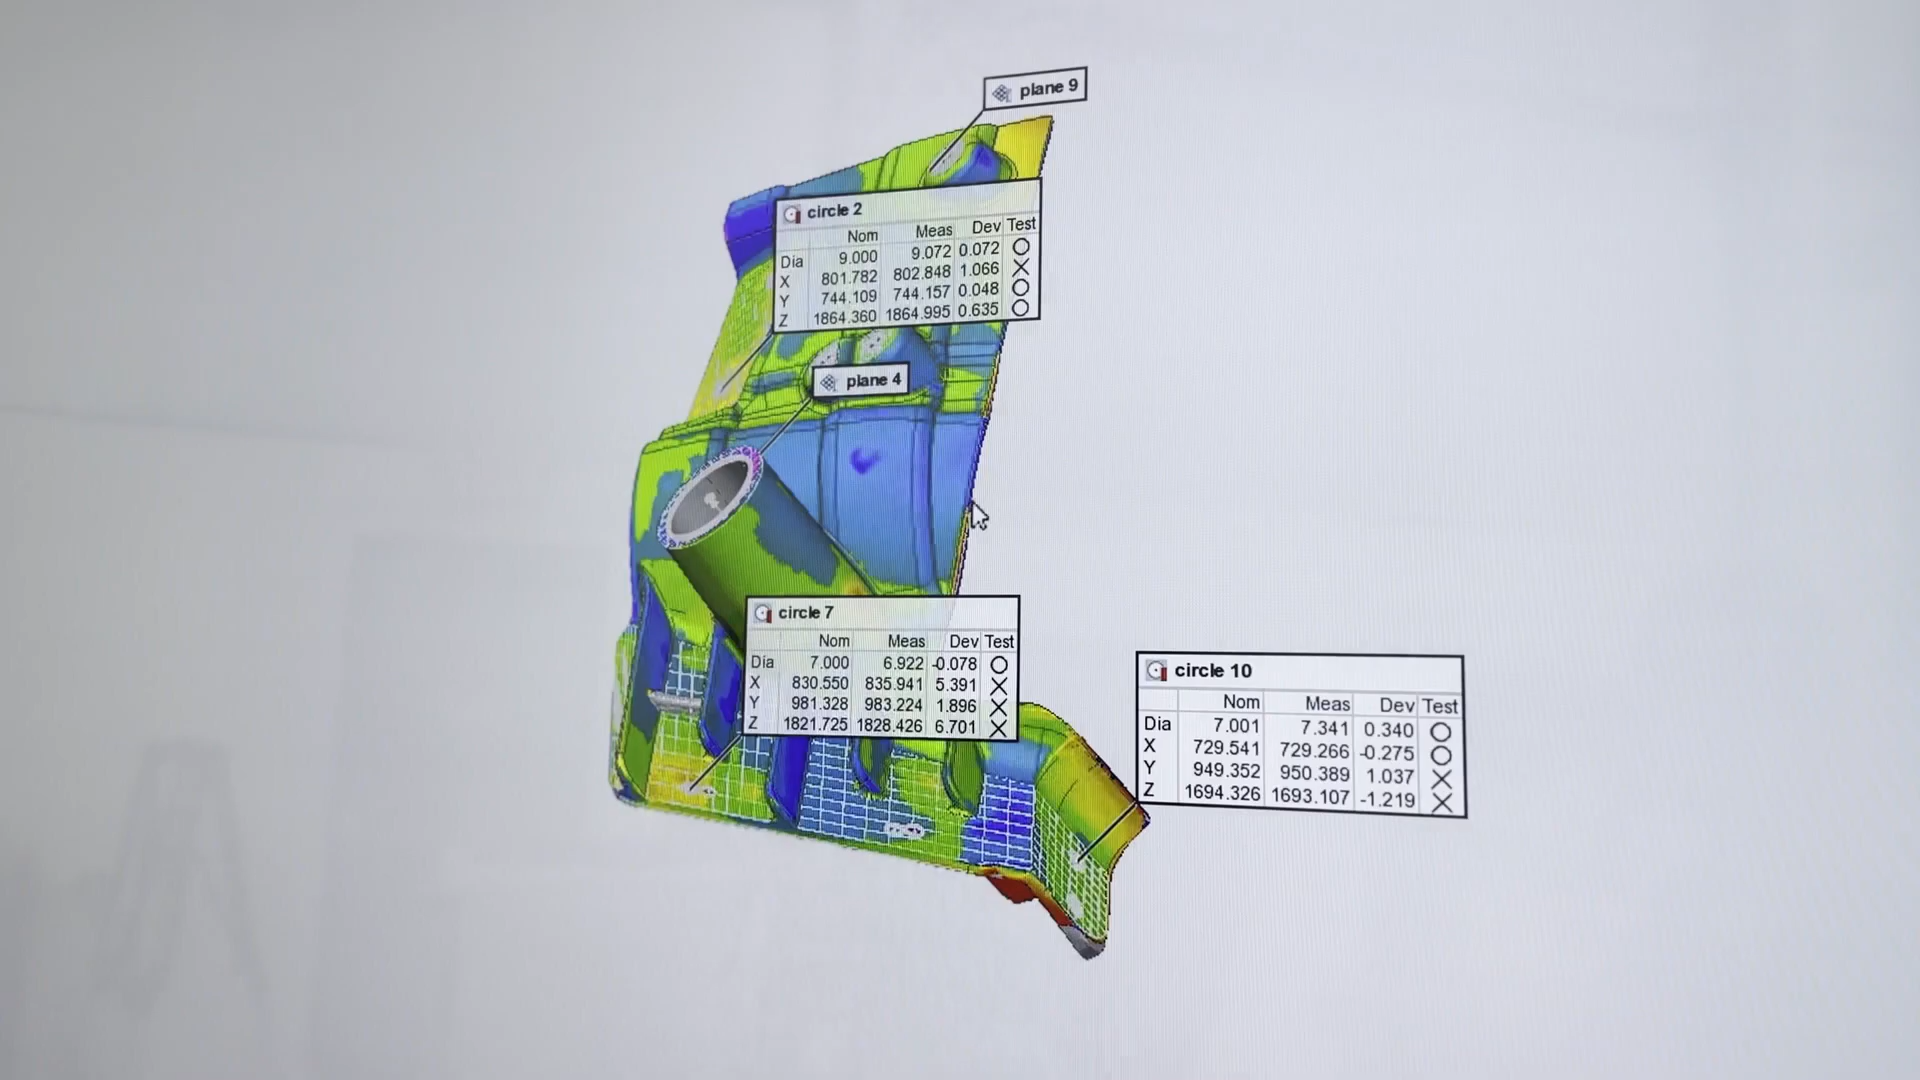 plane 9
circle 2
Nom Meas Dev Test
Dia 9.000 9.072 0.072
X 801.782 802.848 1.066
Y 744.109 744.157 0.048
Z 1864.360 1864.995 0.635
plane 4
circle 7
Nom Meas Dev Test
Dia 7.000 6.922 -0.078
X 830.550 835.941 5.391
Y 981.328 983.224 1.896
Z 1821.725 1828.426 6.701
circle 10
Nom Meas Dev Test
Dia 7.001 7.341 0.340
X 729.541 729.266 -0.275
Y 949.352 950.389 1.037
Z 1694.326 1693.107 -1.219